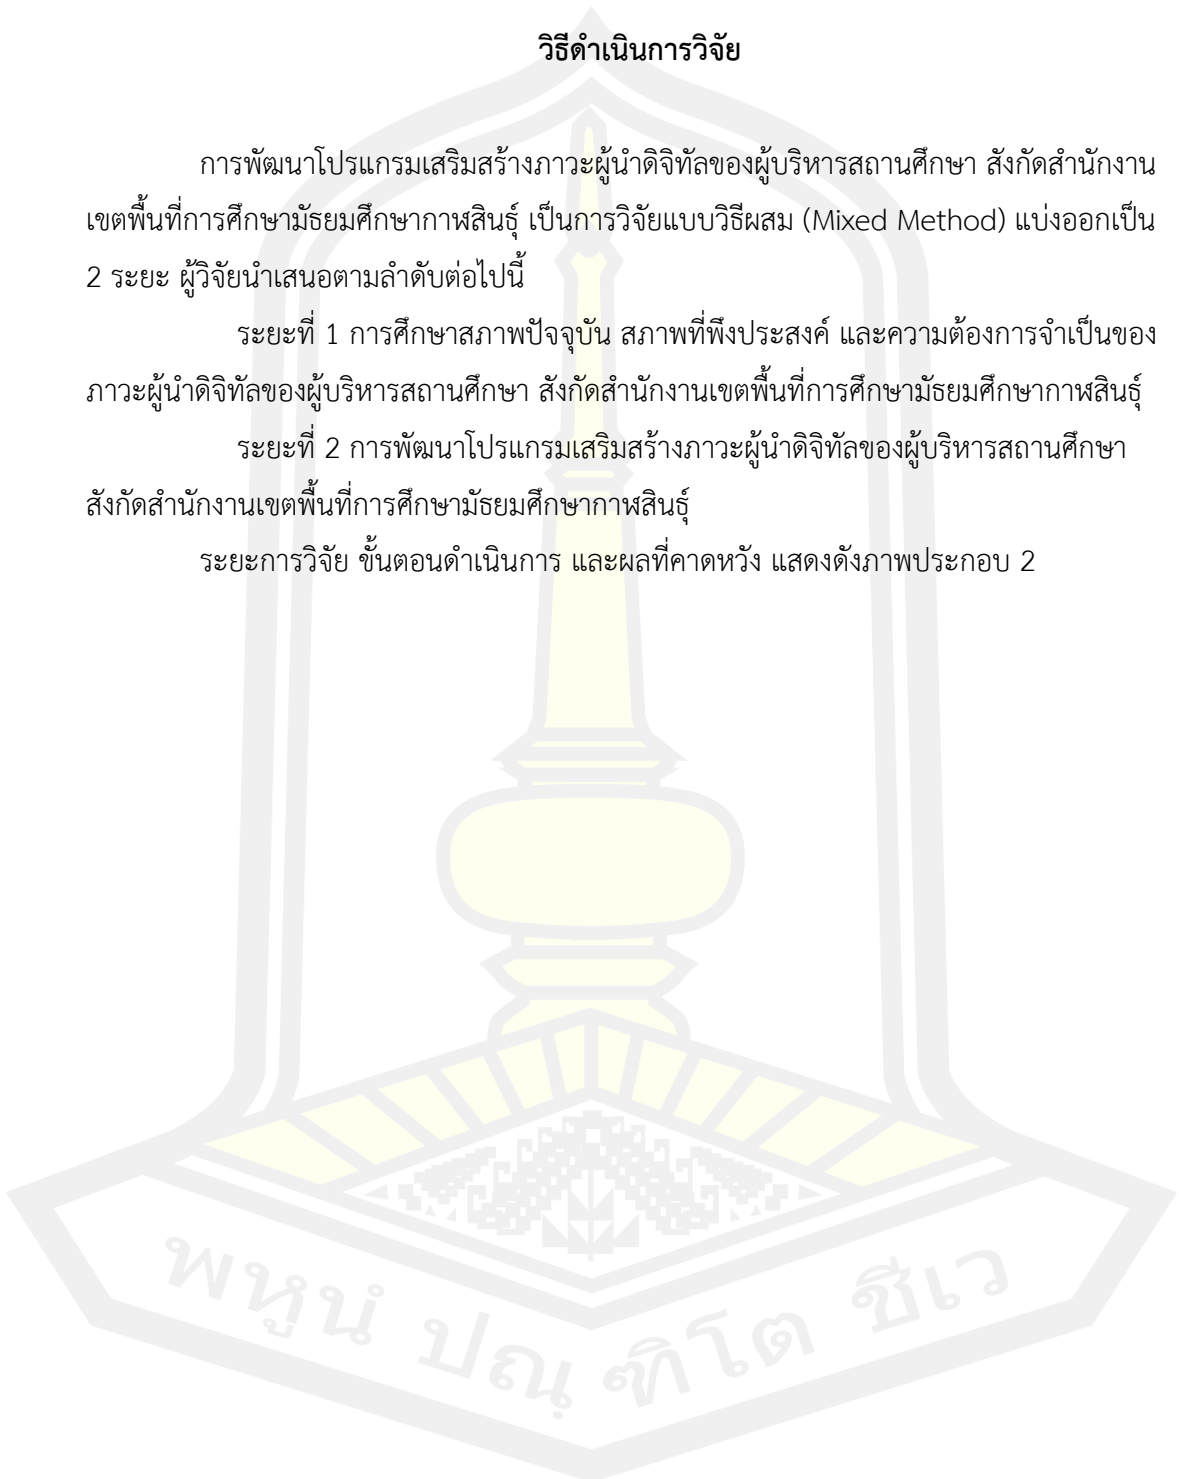 วิธีดำเนินการวิจัย
การพัฒนาโปรแกรมเสริมสร้างภาวะผู้นำดิจิทัลของผู้บริหารสถานศึกษา สังกัดสำนักงาน
เขตพื้นที่การศึกษามัธยมศึกษากาฬสินธุ์ เป็นการวิจัยแบบวิธีผสม (Mixed Method) แบ่งออกเป็น
2 ระยะ ผู้วิจัยนำเสนอตามลำดับต่อไปนี้
ระยะที่ 1 การศึกษาสภาพปัจจุบัน สภาพที่พึงประสงค์ และความต้องการจำเป็นของ
ภาวะผู้นำดิจิทัลของผู้บริหารสถานศึกษา สังกัดสำนักงานเขตพื้นที่การศึกษามัธยมศึกษากาฬสินธุ์
ระยะที่ 2 การพัฒนาโปรแกรมเสริมสร้างภาวะผู้นำดิจิทัลของผู้บริหารสถานศึกษา
สังกัดสำนักงานเขตพื้นที่การศึกษามัธยมศึกษากาฬสินธุ์
ระยะการวิจัย ขั้นตอนดำเนินการ และผลที่คาดหวัง แสดงดังภาพประกอบ 2
พหูนํ ปณฺฑิโต ชีเว